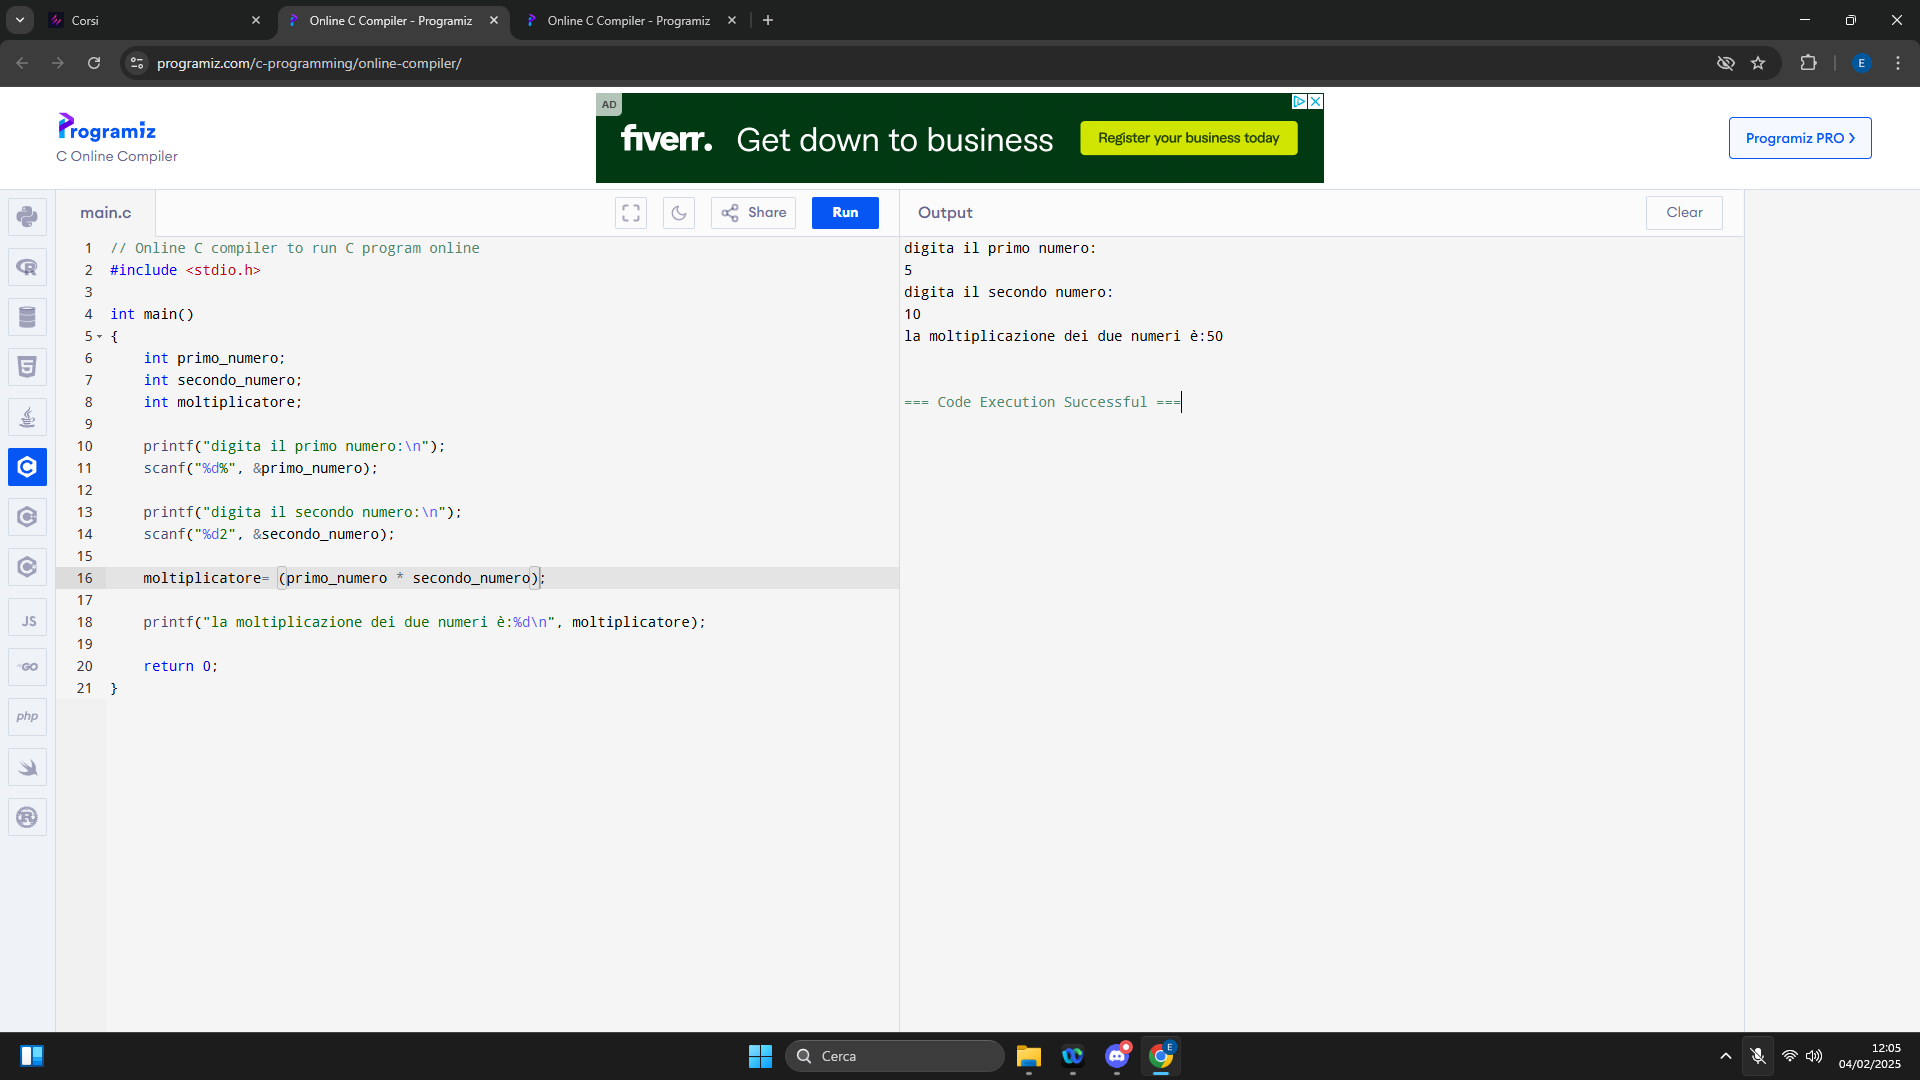 Corsi
Online C Compiler - Programiz
Online C Compiler - Programiz
programiz.com/c-programming/online-compiler/
E
Programiz
C Online Compiler
AD
fiverr. Get down to business
Register your business today
Programiz PRO
main.c
Share
Run
Output
Clear
1 // Online C compiler to run C program online
2 #include <stdio.h>
3
4 int main()
5 {
6 int primo_numero;
7 int secondo_numero;
8 int moltiplicatore;
9
10 printf("digita il primo numero:\n");
11 scanf("%d%", &primo_numero);
12
13 printf("digita il secondo numero:\n");
14 scanf("%d2", &secondo_numero);
15
16 moltiplicatore= (primo_numero * secondo_numero);
17
18 printf("la moltiplicazione dei due numeri è:%d\n", moltiplicatore);
19
20 return 0;
21 }
digita il primo numero:
5
digita il secondo numero:
10
la moltiplicazione dei due numeri è:50
=== Code Execution Successful ===
JS
GO
php
Cerca
E
12:05
04/02/2025